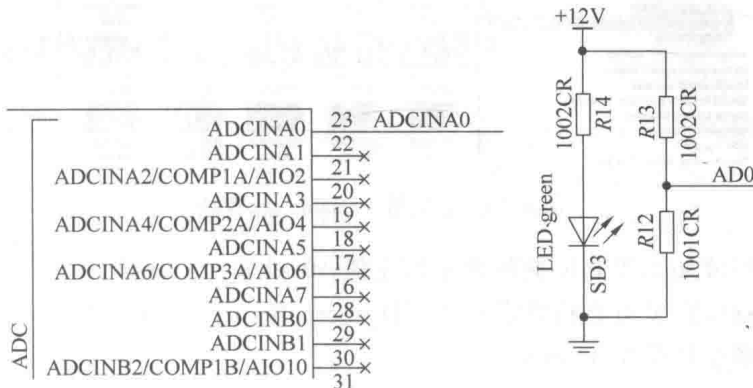 +12V
1002CR
R14
R13
1002CR
ADCINA0 23 ADCINA0
ADCINA1 22
ADCINA2/COMP1A/AIO2 21
ADCINA3 20
ADCINA4/COMP2A/AIO4 19
ADCINA5 18
ADCINA6/COMP3A/AIO6 17
ADCINA7 16
ADCINB0 28
ADCINB1 29
ADCINB2/COMP1B/AIO10 30
31
ADC
AD0
LED-green
SD3
R12
1001CR